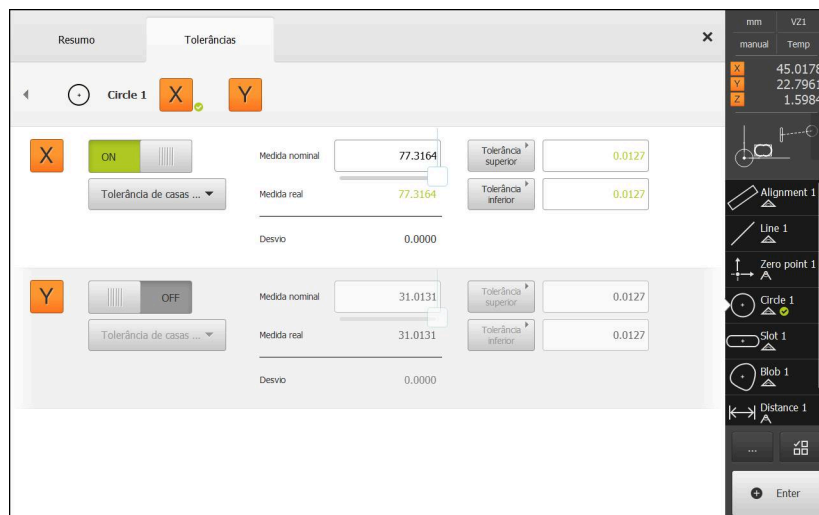 Resumo
Tolerâncias
×
Circle 1
X
Y
X
ON
Medida nominal
77.3164
Tolerância superior
0.0127
Tolerância de casas ...
Medida real
77.3164
Tolerância inferior
0.0127
Desvio
0.0000
Y
OFF
Medida nominal
31.0131
Tolerância superior
0.0127
Tolerância de casas ...
Medida real
31.0131
Tolerância inferior
0.0127
Desvio
0.0000
mm
VZ1
manual
Temp
X 45.0178
Y 22.7961
Z 1.5984
Alignment 1
Line 1
Zero point 1
Circle 1
Slot 1
Blob 1
Distance 1
...
Enter